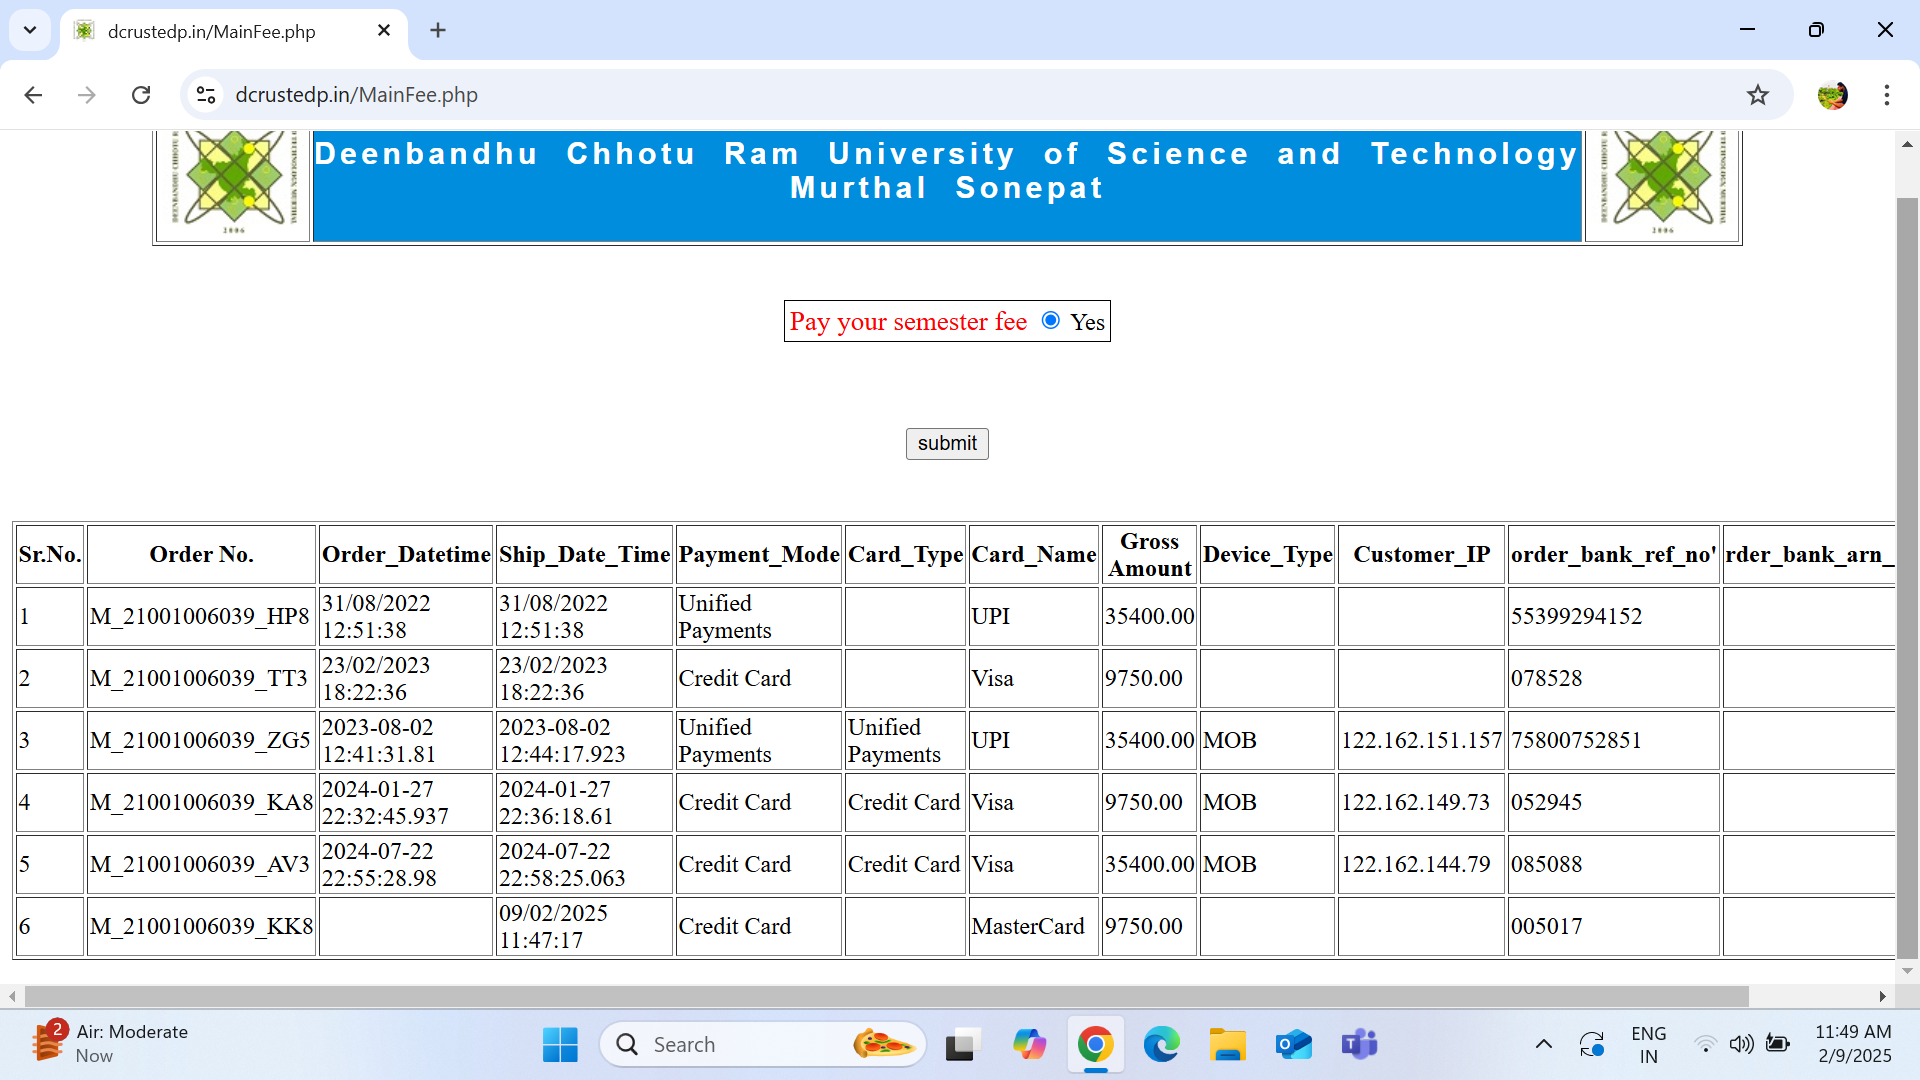 dcrustedp.in/MainFee.php
dcrustedp.in/MainFee.php
Deenbandhu Chhotu Ram University of Science and Technology
Murthal Sonepat
2006
2006
Pay your semester fee Yes
submit
Sr.No. Order No. Order_Datetime Ship_Date_Time Payment_Mode Card_Type Card_Name Gross Amount Device_Type Customer_IP order_bank_ref_no' rder_bank_arn_
1 M_21001006039_HP8 31/08/2022 12:51:38 31/08/2022 12:51:38 Unified Payments UPI 35400.00 55399294152
2 M_21001006039_TT3 23/02/2023 18:22:36 23/02/2023 18:22:36 Credit Card Visa 9750.00 078528
3 M_21001006039_ZG5 2023-08-02 12:41:31.81 2023-08-02 12:44:17.923 Unified Payments Unified Payments UPI 35400.00 MOB 122.162.151.157 75800752851
4 M_21001006039_KA8 2024-01-27 22:32:45.937 2024-01-27 22:36:18.61 Credit Card Credit Card Visa 9750.00 MOB 122.162.149.73 052945
5 M_21001006039_AV3 2024-07-22 22:55:28.98 2024-07-22 22:58:25.063 Credit Card Credit Card Visa 35400.00 MOB 122.162.144.79 085088
6 M_21001006039_KK8 09/02/2025 11:47:17 Credit Card MasterCard 9750.00 005017
2
Air: Moderate
Now
Search
ENG
IN
11:49 AM
2/9/2025